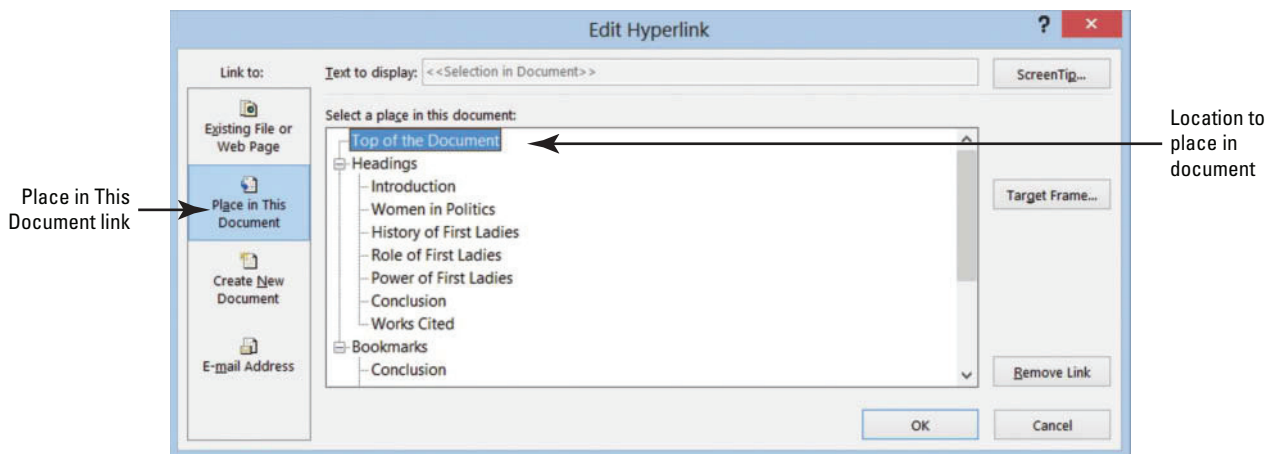 Edit Hyperlink
?
×
Link to:
Text to display:
<<Selection in Document>>
ScreenTip...
Existing File or
Web Page
Place in This
Document
Create New
Document
E-mail Address
Select a place in this document:
Top of the Document
Headings
Introduction
Women in Politics
History of First Ladies
Role of First Ladies
Power of First Ladies
Conclusion
Works Cited
Bookmarks
Conclusion
Target Frame...
Remove Link
OK
Cancel
Place in This
Document link
Location to
place in
document